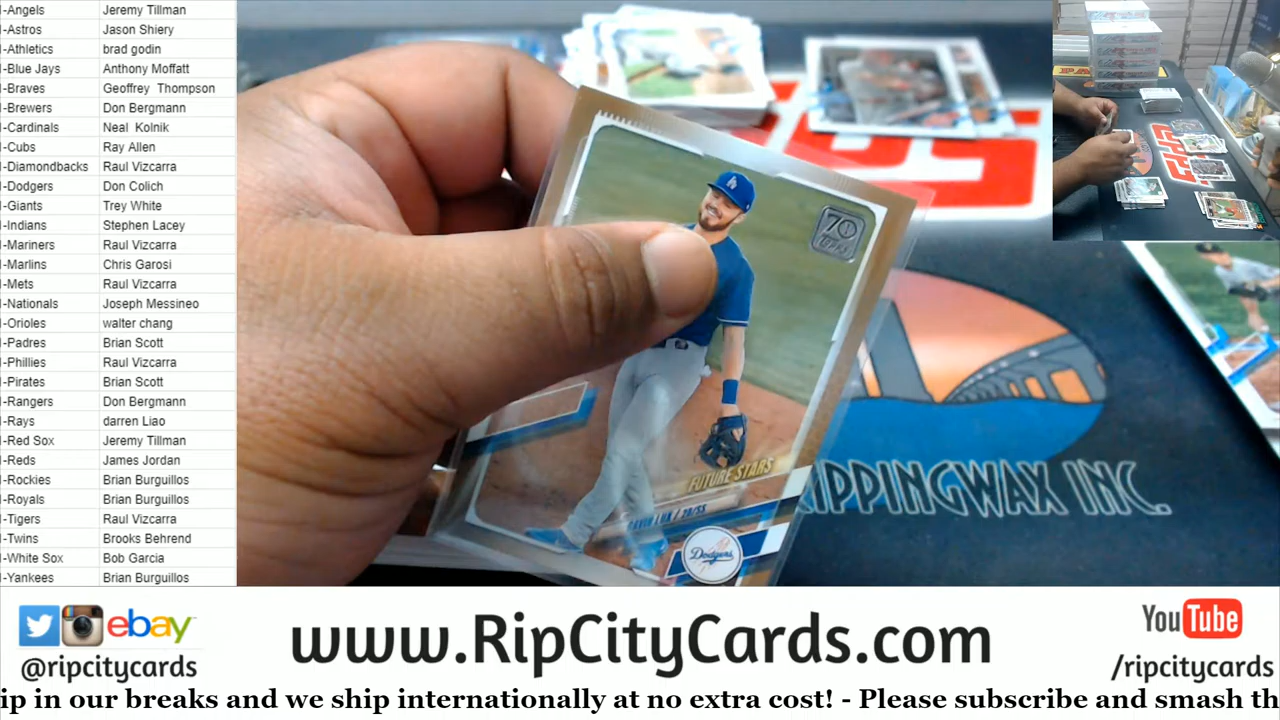 l-Angels Jeremy Tillman
l-Astros Jason Shiery
l-Athletics brad godin
l-Blue Jays Anthony Moffatt
l-Braves Geoffrey Thompson
l-Brewers Don Bergmann
l-Cardinals Neal Kolnik
l-Cubs Ray Allen
l-Diamondbacks Raul Vizcarra
l-Dodgers Don Colich
l-Giants Trey White
l-Indians Stephen Lacey
l-Mariners Raul Vizcarra
l-Marlins Chris Garosi
l-Mets Raul Vizcarra
l-Nationals Joseph Messineo
l-Orioles walter chang
l-Padres Brian Scott
l-Phillies Raul Vizcarra
l-Pirates Brian Scott
l-Rangers Don Bergmann
l-Rays darren Liao
l-Red Sox Jeremy Tillman
l-Reds James Jordan
l-Rockies Brian Burguillos
l-Royals Brian Burguillos
l-Tigers Raul Vizcarra
l-Twins Brooks Behrend
l-White Sox Bob Garcia
l-Yankees Brian Burguillos
70
Topps
FUTURE STARS
GAVIN LUX / 2B/SS
Dodgers
RIPPINGWAX INC.
ebay
@ripcitycards
www.RipCityCards.com
YouTube
/ripcitycards
ip in our breaks and we ship internationally at no extra cost! - Please subscribe and smash th